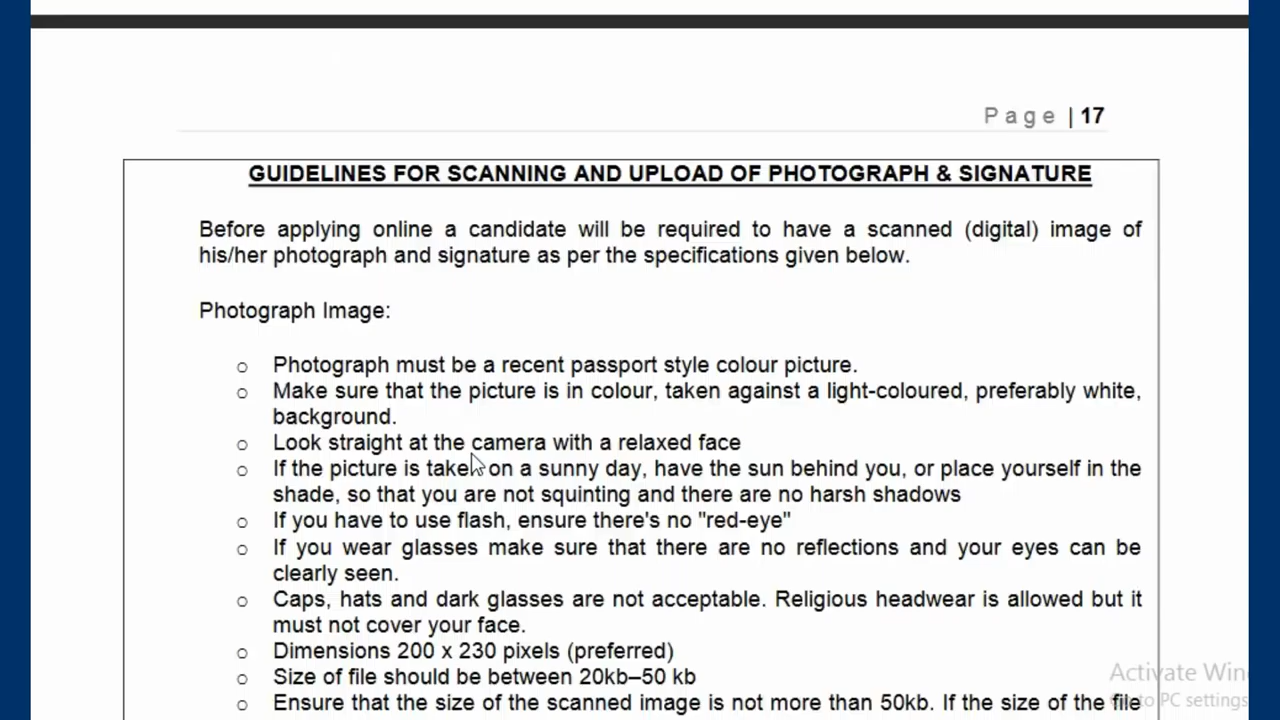 Page | 17
GUIDELINES FOR SCANNING AND UPLOAD OF PHOTOGRAPH & SIGNATURE
Before applying online a candidate will be required to have a scanned (digital) image of
his/her photograph and signature as per the specifications given below.
Photograph Image:
o Photograph must be a recent passport style colour picture.
o Make sure that the picture is in colour, taken against a light-coloured, preferably white,
background.
o Look straight at the camera with a relaxed face
o If the picture is taken on a sunny day, have the sun behind you, or place yourself in the
shade, so that you are not squinting and there are no harsh shadows
o If you have to use flash, ensure there's no "red-eye"
o If you wear glasses make sure that there are no reflections and your eyes can be
clearly seen.
o Caps, hats and dark glasses are not acceptable. Religious headwear is allowed but it
must not cover your face.
o Dimensions 200 x 230 pixels (preferred)
o Size of file should be between 20kb–50 kb
o Ensure that the size of the scanned image is not more than 50kb. If the size of the file
Activate Win
to PC settings